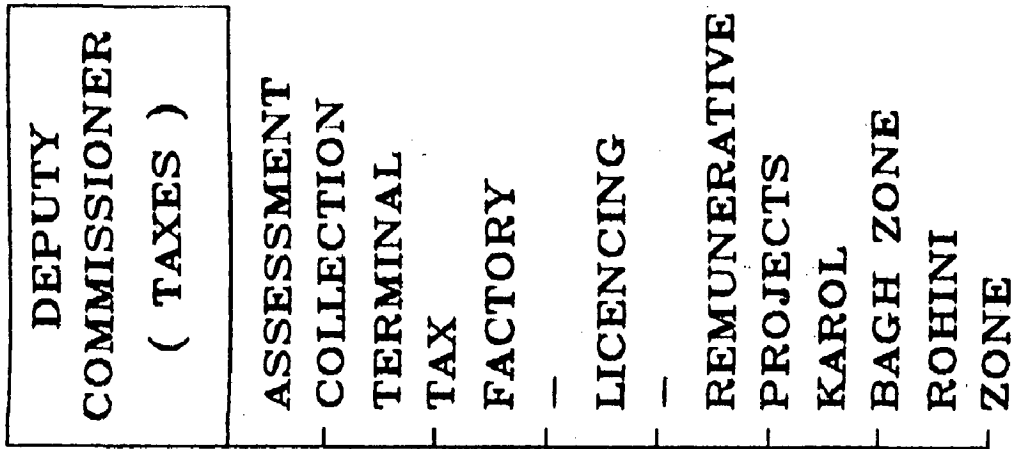 DEPUTY
COMMISSIONER
( TAXES )
ASSESSMENT
COLLECTION
TERMINAL
TAX
FACTORY
–
LICENCING
–
REMUNERATIVE
PROJECTS
KAROL
BAGH ZONE
ROHINI
ZONE